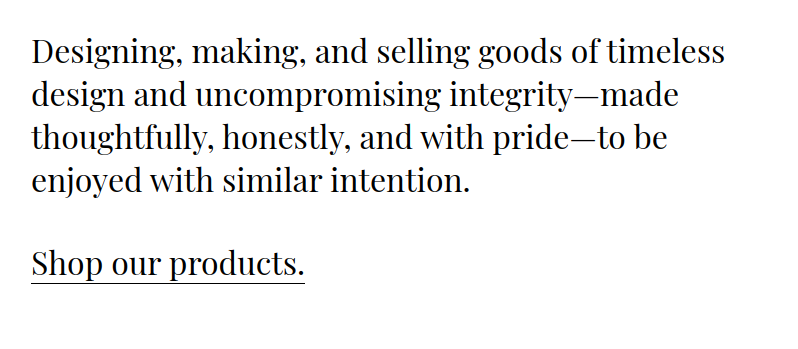 Designing, making, and selling goods of timeless
design and uncompromising integrity—made
thoughtfully, honestly, and with pride—to be
enjoyed with similar intention.
Shop our products.